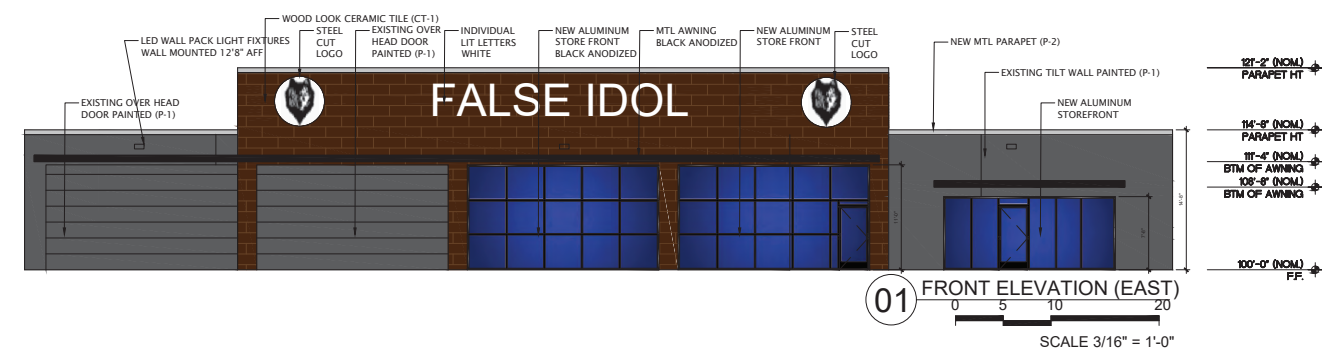 WOOD LOOK CERAMIC TILE (CT-1)
LED WALL PACK LIGHT FIXTURES
WALL MOUNTED 12'8" AFF
STEEL
CUT
LOGO
EXISTING OVER
HEAD DOOR
PAINTED (P-1)
INDIVIDUAL
LIT LETTERS
WHITE
NEW ALUMINUM
STORE FRONT
BLACK ANODIZED
MTL AWNING
BLACK ANODIZED
NEW ALUMINUM
STORE FRONT
STEEL
CUT
LOGO
NEW MTL PARAPET (P-2)
EXISTING TILT WALL PAINTED (P-1)
NEW ALUMINUM
STOREFRONT
EXISTING OVER HEAD
DOOR PAINTED (P-1)
FALSE IDOL
121'-2" (NOM.)
PARAPET HT
114'-8" (NOM.)
PARAPET HT
111'-4" (NOM.)
BTM OF AWNING
108'-8" (NOM.)
BTM OF AWNING
100'-0" (NOM.)
F.F.
14'-8"
01
FRONT ELEVATION (EAST)
0 5 10 20
SCALE 3/16" = 1'-0"